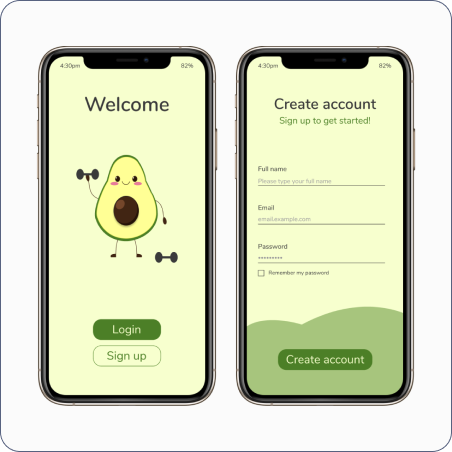 4:30pm 82%
Welcome
Login
Sign up
4:30pm 82%
Create account
Sign up to get started!
Full name
Please type your full name
Email
email.example.com
Password
*********
Remember my password
Create account